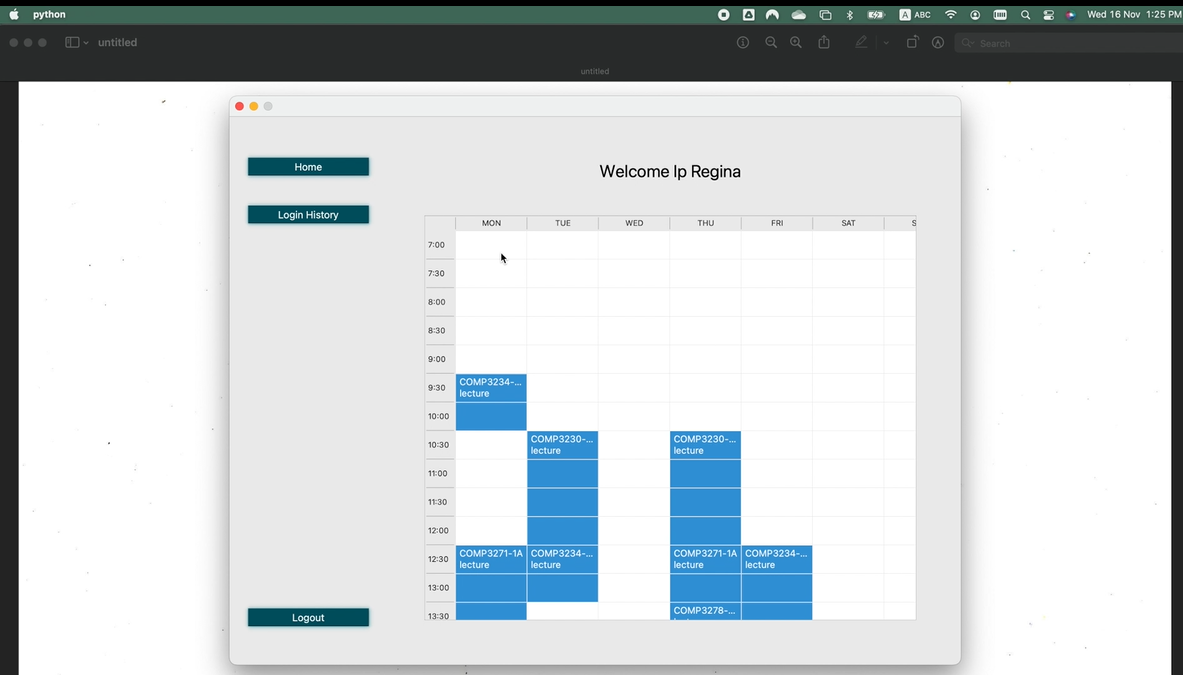 python
ABC
Wed 16 Nov 1:25 PM
untitled
Search
untitled
Home
Welcome Ip Regina
Login History
MON TUE WED THU FRI SAT S
7:00
7:30
8:00
8:30
9:00
9:30 COMP3234-...
lecture
10:00
10:30 COMP3230-... COMP3230-...
lecture lecture
11:00
11:30
12:00
12:30 COMP3271-1A COMP3234-... COMP3271-1A COMP3234-...
lecture lecture lecture lecture
13:00
13:30 COMP3278-...
Logout